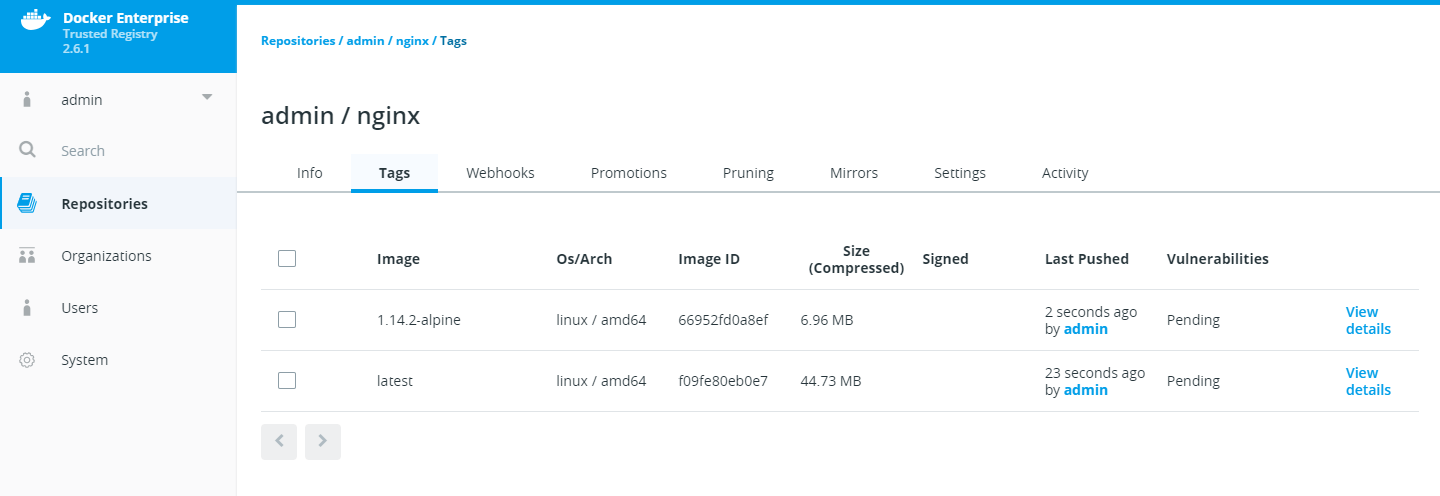 Docker Enterprise
Trusted Registry
2.6.1
admin
Search
Repositories
Organizations
Users
System
Repositories / admin / nginx / Tags
admin / nginx
Info Tags Webhooks Promotions Pruning Mirrors Settings Activity
Image Os/Arch Image ID Size (Compressed) Signed Last Pushed Vulnerabilities
1.14.2-alpine linux / amd64 66952fd0a8ef 6.96 MB 2 seconds ago by admin Pending View details
latest linux / amd64 f09fe80eb0e7 44.73 MB 23 seconds ago by admin Pending View details